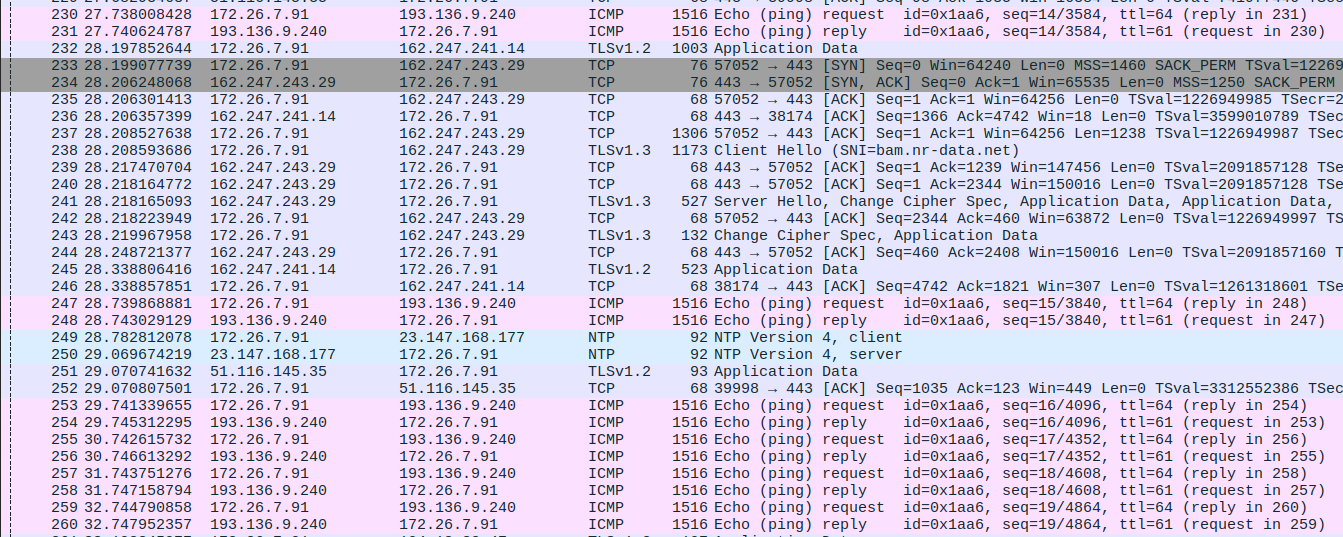 230 27.738008428 172.26.7.91 193.136.9.240 ICMP 1516 Echo (ping) request id=0x1aa6, seq=14/3584, ttl=64 (reply in 231)
231 27.740624787 193.136.9.240 172.26.7.91 ICMP 1516 Echo (ping) reply id=0x1aa6, seq=14/3584, ttl=61 (request in 230)
232 28.197852644 172.26.7.91 162.247.241.14 TLSv1.2 1003 Application Data
233 28.199077739 172.26.7.91 162.247.243.29 TCP 76 57052 → 443 [SYN] Seq=0 Win=64240 Len=0 MSS=1460 SACK_PERM TSval=12269
234 28.206248068 162.247.243.29 172.26.7.91 TCP 76 443 → 57052 [SYN, ACK] Seq=0 Ack=1 Win=65535 Len=0 MSS=1250 SACK_PERM
235 28.206301413 172.26.7.91 162.247.243.29 TCP 68 57052 → 443 [ACK] Seq=1 Ack=1 Win=64256 Len=0 TSval=1226949985 TSecr=2
236 28.206357399 162.247.241.14 172.26.7.91 TCP 68 443 → 38174 [ACK] Seq=1366 Ack=4742 Win=18 Len=0 TSval=3599010789 TSec
237 28.208527638 172.26.7.91 162.247.243.29 TCP 1306 57052 → 443 [ACK] Seq=1 Ack=1 Win=64256 Len=1238 TSval=1226949987 TSec
238 28.208593686 172.26.7.91 162.247.243.29 TLSv1.3 1173 Client Hello (SNI=bam.nr-data.net)
239 28.217470704 162.247.243.29 172.26.7.91 TCP 68 443 → 57052 [ACK] Seq=1 Ack=1239 Win=147456 Len=0 TSval=2091857128 TSe
240 28.218164772 162.247.243.29 172.26.7.91 TCP 68 443 → 57052 [ACK] Seq=1 Ack=2344 Win=150016 Len=0 TSval=2091857128 TSe
241 28.218165093 162.247.243.29 172.26.7.91 TLSv1.3 527 Server Hello, Change Cipher Spec, Application Data, Application Data,
242 28.218223949 172.26.7.91 162.247.243.29 TCP 68 57052 → 443 [ACK] Seq=2344 Ack=460 Win=63872 Len=0 TSval=1226949997 TS
243 28.219967958 172.26.7.91 162.247.243.29 TLSv1.3 132 Change Cipher Spec, Application Data
244 28.248721377 162.247.243.29 172.26.7.91 TCP 68 443 → 57052 [ACK] Seq=460 Ack=2408 Win=150016 Len=0 TSval=2091857160 T
245 28.338806416 162.247.241.14 172.26.7.91 TLSv1.2 523 Application Data
246 28.338857851 172.26.7.91 162.247.241.14 TCP 68 38174 → 443 [ACK] Seq=4742 Ack=1821 Win=307 Len=0 TSval=1261318601 TSe
247 28.739868881 172.26.7.91 193.136.9.240 ICMP 1516 Echo (ping) request id=0x1aa6, seq=15/3840, ttl=64 (reply in 248)
248 28.743029129 193.136.9.240 172.26.7.91 ICMP 1516 Echo (ping) reply id=0x1aa6, seq=15/3840, ttl=61 (request in 247)
249 28.782812078 172.26.7.91 23.147.168.177 NTP 92 NTP Version 4, client
250 29.069674219 23.147.168.177 172.26.7.91 NTP 92 NTP Version 4, server
251 29.070741632 51.116.145.35 172.26.7.91 TLSv1.2 93 Application Data
252 29.070807501 172.26.7.91 51.116.145.35 TCP 68 39998 → 443 [ACK] Seq=1035 Ack=123 Win=449 Len=0 TSval=3312552386 TSec
253 29.741339655 172.26.7.91 193.136.9.240 ICMP 1516 Echo (ping) request id=0x1aa6, seq=16/4096, ttl=64 (reply in 254)
254 29.745312295 193.136.9.240 172.26.7.91 ICMP 1516 Echo (ping) reply id=0x1aa6, seq=16/4096, ttl=61 (request in 253)
255 30.742615732 172.26.7.91 193.136.9.240 ICMP 1516 Echo (ping) request id=0x1aa6, seq=17/4352, ttl=64 (reply in 256)
256 30.746613292 193.136.9.240 172.26.7.91 ICMP 1516 Echo (ping) reply id=0x1aa6, seq=17/4352, ttl=61 (request in 255)
257 31.743751276 172.26.7.91 193.136.9.240 ICMP 1516 Echo (ping) request id=0x1aa6, seq=18/4608, ttl=64 (reply in 258)
258 31.747158794 193.136.9.240 172.26.7.91 ICMP 1516 Echo (ping) reply id=0x1aa6, seq=18/4608, ttl=61 (request in 257)
259 32.744790858 172.26.7.91 193.136.9.240 ICMP 1516 Echo (ping) request id=0x1aa6, seq=19/4864, ttl=64 (reply in 260)
260 32.747952357 193.136.9.240 172.26.7.91 ICMP 1516 Echo (ping) reply id=0x1aa6, seq=19/4864, ttl=61 (request in 259)